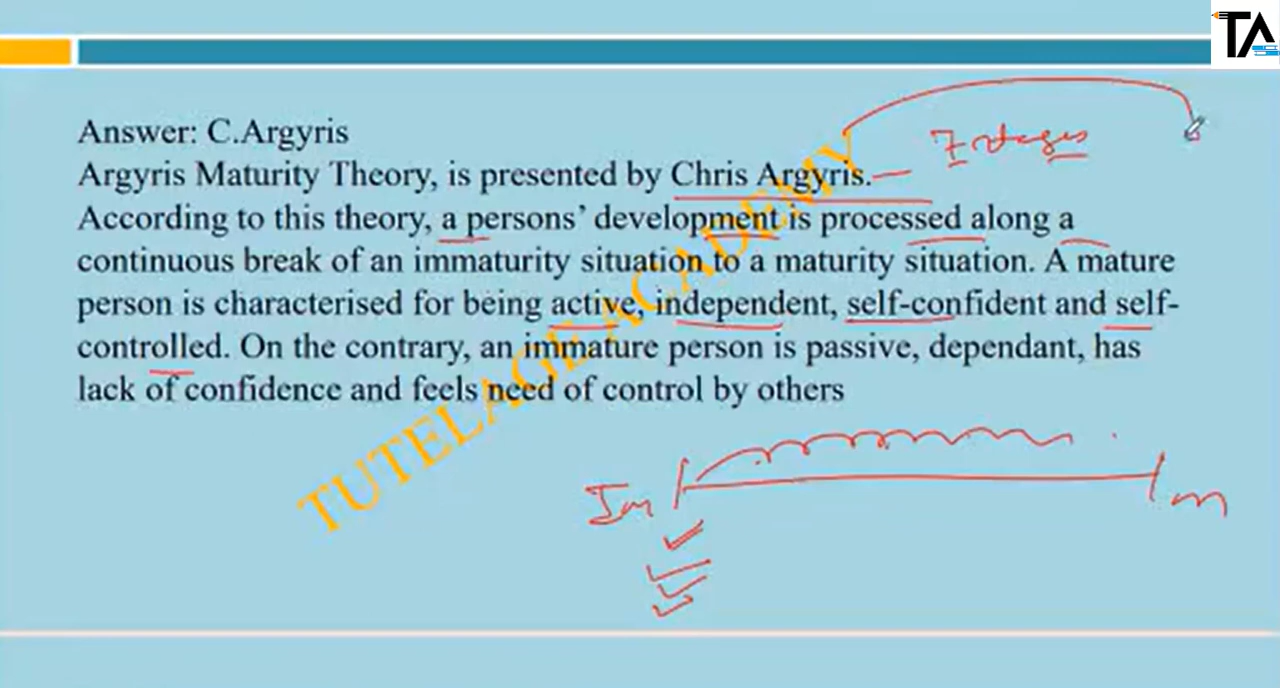 TA
Answer: C.Argyris
7 stages
Argyris Maturity Theory, is presented by Chris Argyris.
According to this theory, a persons’ development is processed along a
continuous break of an immaturity situation to a maturity situation. A mature
person is characterised for being active, independent, self-confident and self-
controlled. On the contrary, an immature person is passive, dependant, has
lack of confidence and feels need of control by others
TUTELAGE ACADEMY
Im
m